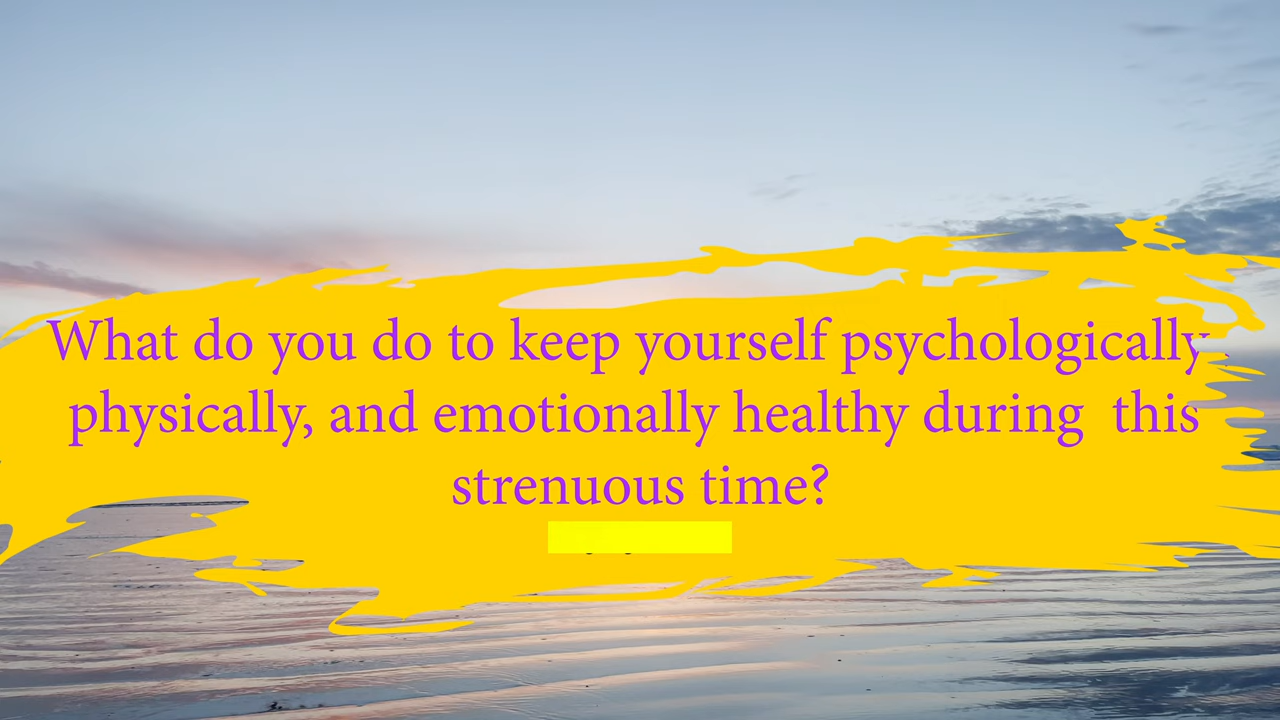 What do you do to keep yourself psychologically,
physically, and emotionally healthy during  this
strenuous time?